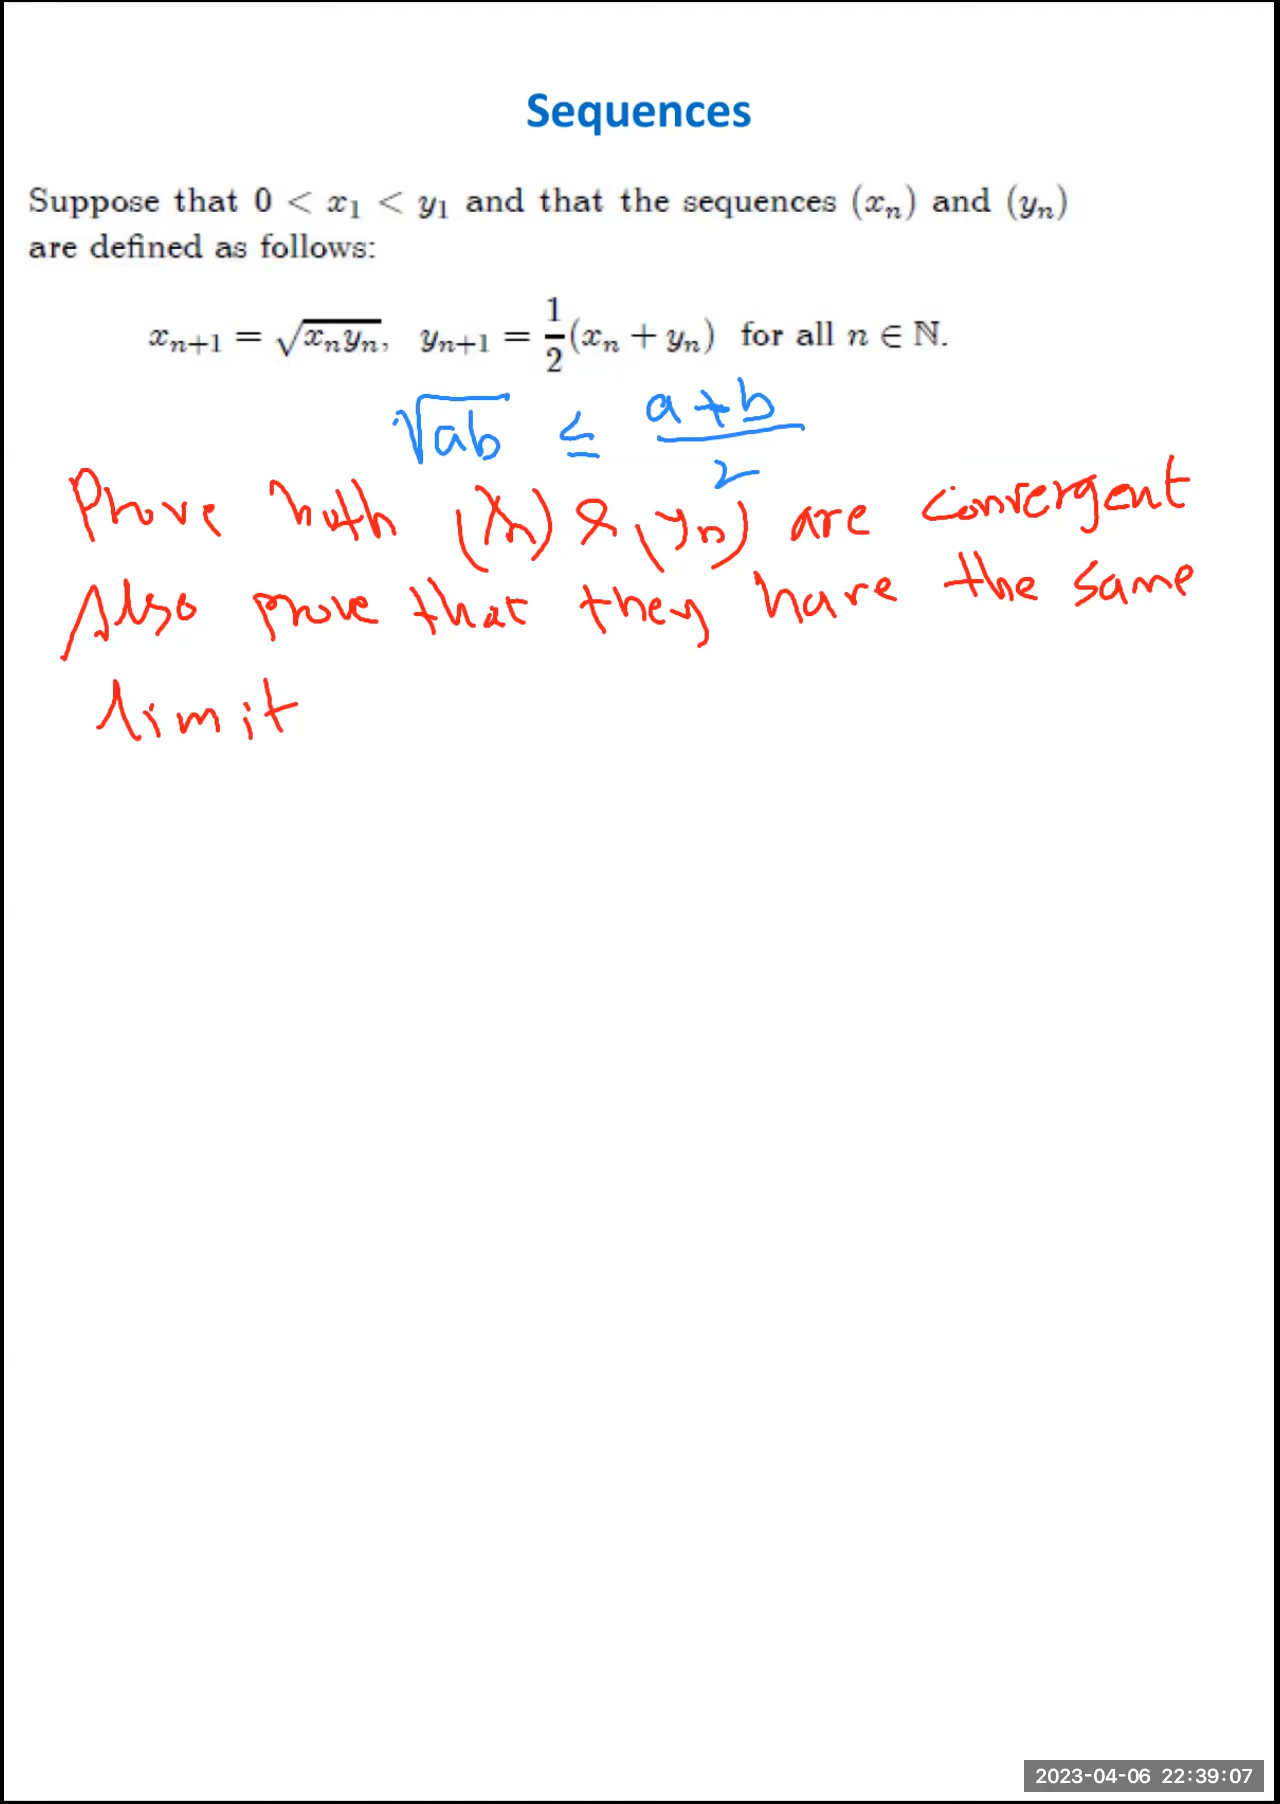 Sequences
Suppose that 0 < x₁ < y₁ and that the sequences (xₙ) and (yₙ)
are defined as follows:
xₙ₊₁ = √(xₙyₙ), yₙ₊₁ = 1/2 (xₙ + yₙ) for all n ∈ ℕ.
√(ab) ≤ (a+b)/2
Prove both (xₙ) & (yₙ) are convergent
Also prove that they have the same
limit
2023-04-06 22:39:07